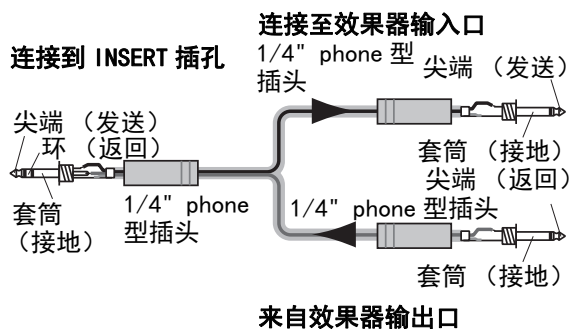 连接至效果器输入口
连接到 INSERT 插孔
1/4" phone 型
插头
尖端 （发送）
尖端 （发送）
环 （返回）
套筒 （接地）
尖端 （返回）
套筒
（接地）
1/4" phone
型插头
1/4" phone 型插头
套筒 （接地）
来自效果器输出口